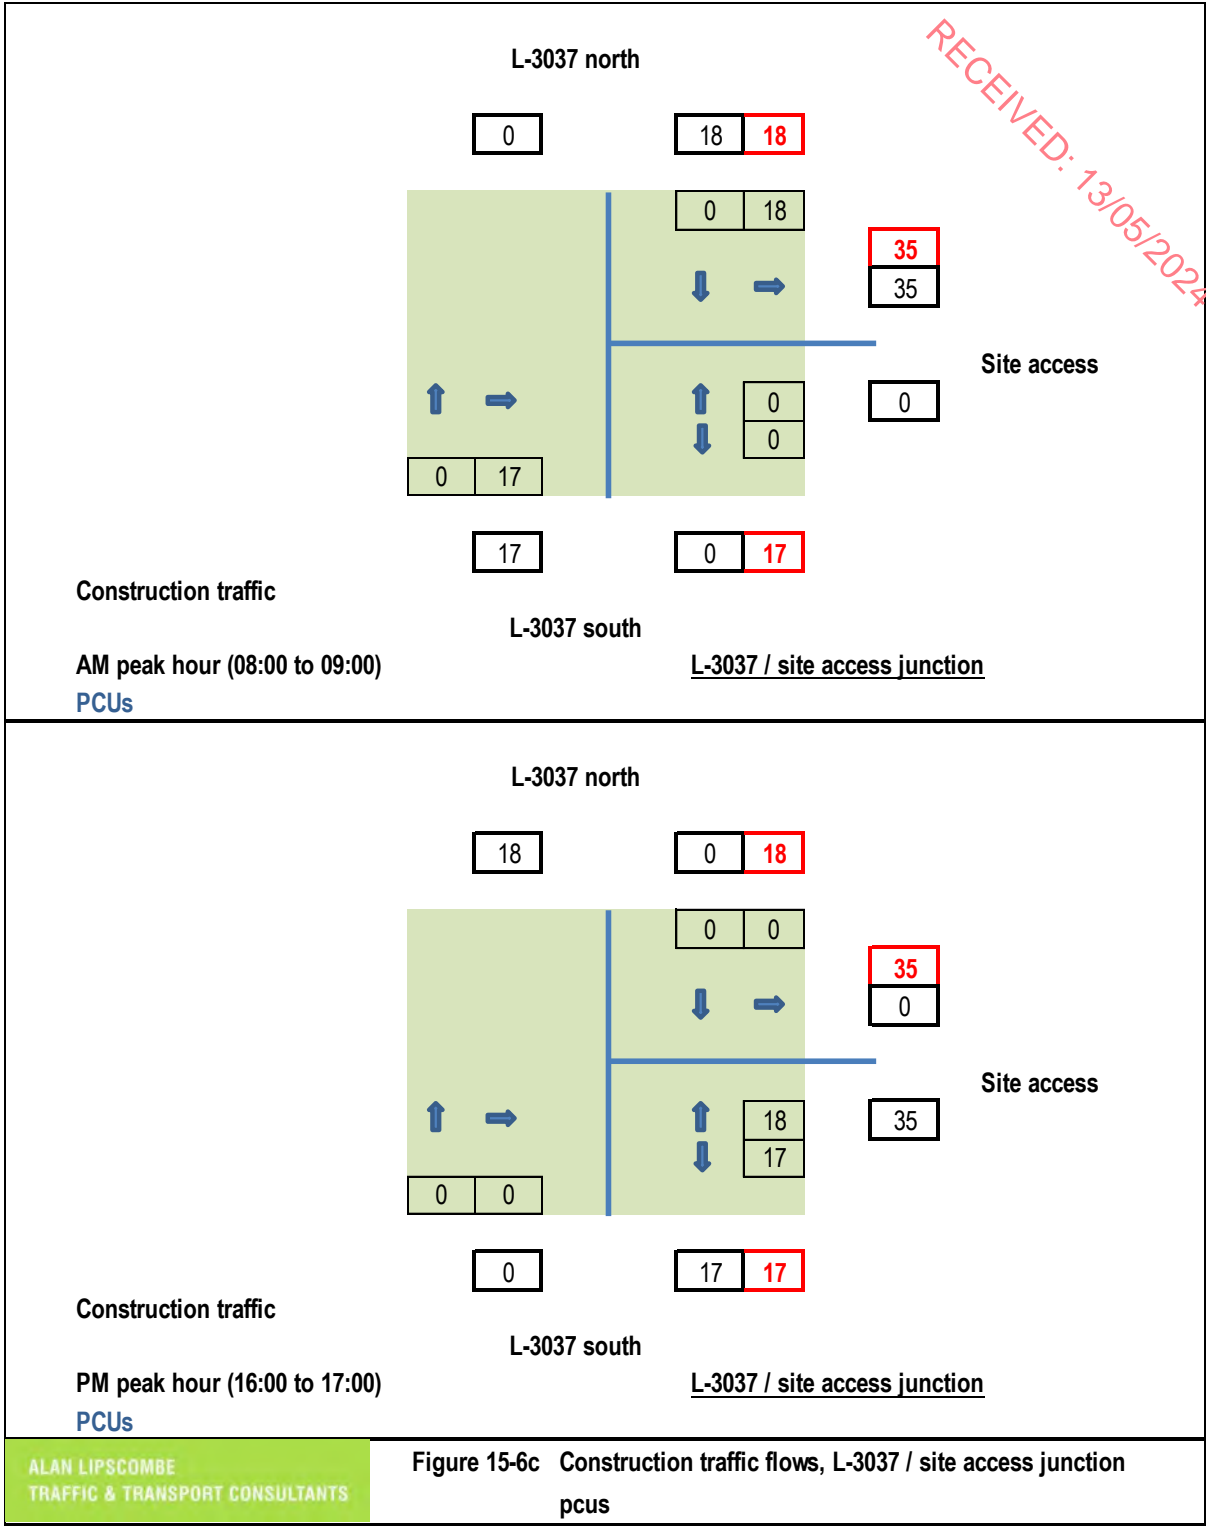 RECEIVED: 13/05/2024
L-3037 north
0 18 18
0 18
35
35
Site access
0
0
0
0 17
17 0 17
Construction traffic
L-3037 south
AM peak hour (08:00 to 09:00) L-3037 / site access junction
PCUs
L-3037 north
18 0 18
0 0
35
0
Site access
18 35
17
0 0
0 17 17
Construction traffic
L-3037 south
PM peak hour (16:00 to 17:00) L-3037 / site access junction
PCUs
ALAN LIPSCOMBE
TRAFFIC & TRANSPORT CONSULTANTS
Figure 15-6c Construction traffic flows, L-3037 / site access junction
pcus